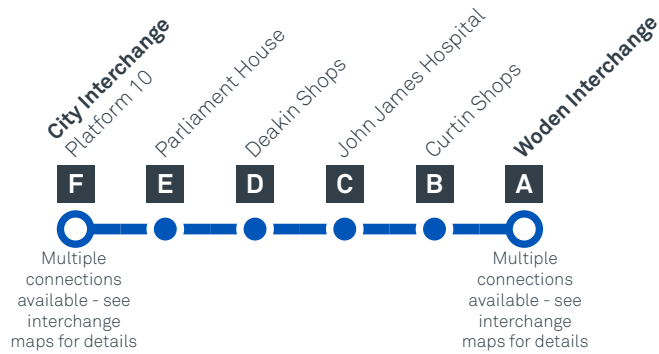 City Interchange
Platform 10
Parliament House
Deakin Shops
John James Hospital
Curtin Shops
Woden Interchange
F
E
D
C
B
A
Multiple
connections
available - see
interchange
maps for details
Multiple
connections
available - see
interchange
maps for details